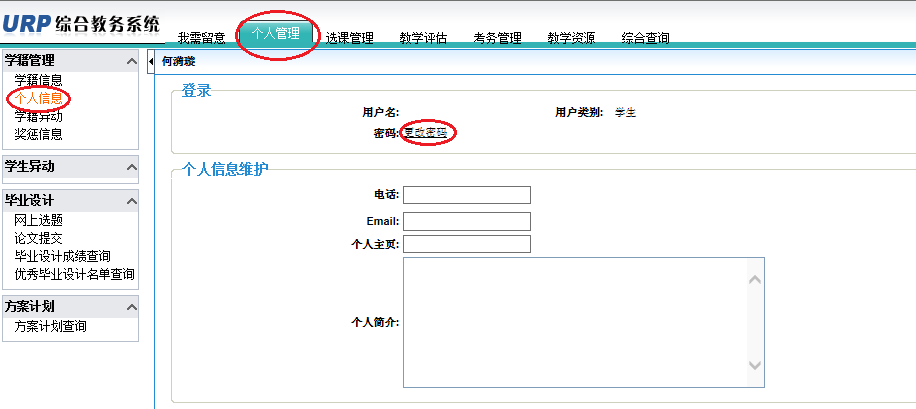 URP 综合教务系统
我需留意 个人管理 选课管理 教学评估 考务管理 教学资源 综合查询
学籍管理
学籍信息
个人信息
学籍异动
奖惩信息
学生异动
毕业设计
网上选题
论文提交
毕业设计成绩查询
优秀毕业设计名单查询
方案计划
方案计划查询
何漪璇
登录
用户名: 用户类别: 学生
密码: 更改密码
个人信息维护
电话:
Email:
个人主页:
个人简介: